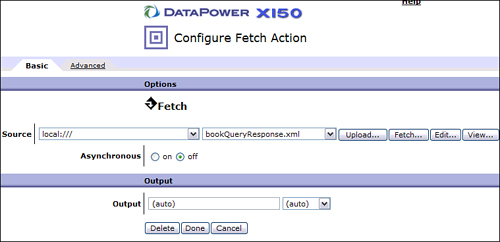 Help
DATAPOWER XI50
Configure Fetch Action
Basic Advanced
Options
Fetch
Source local:/// bookQueryResponse.xml Upload... Fetch... Edit... View...
Asynchronous on off
Output
Output (auto) (auto)
Delete Done Cancel